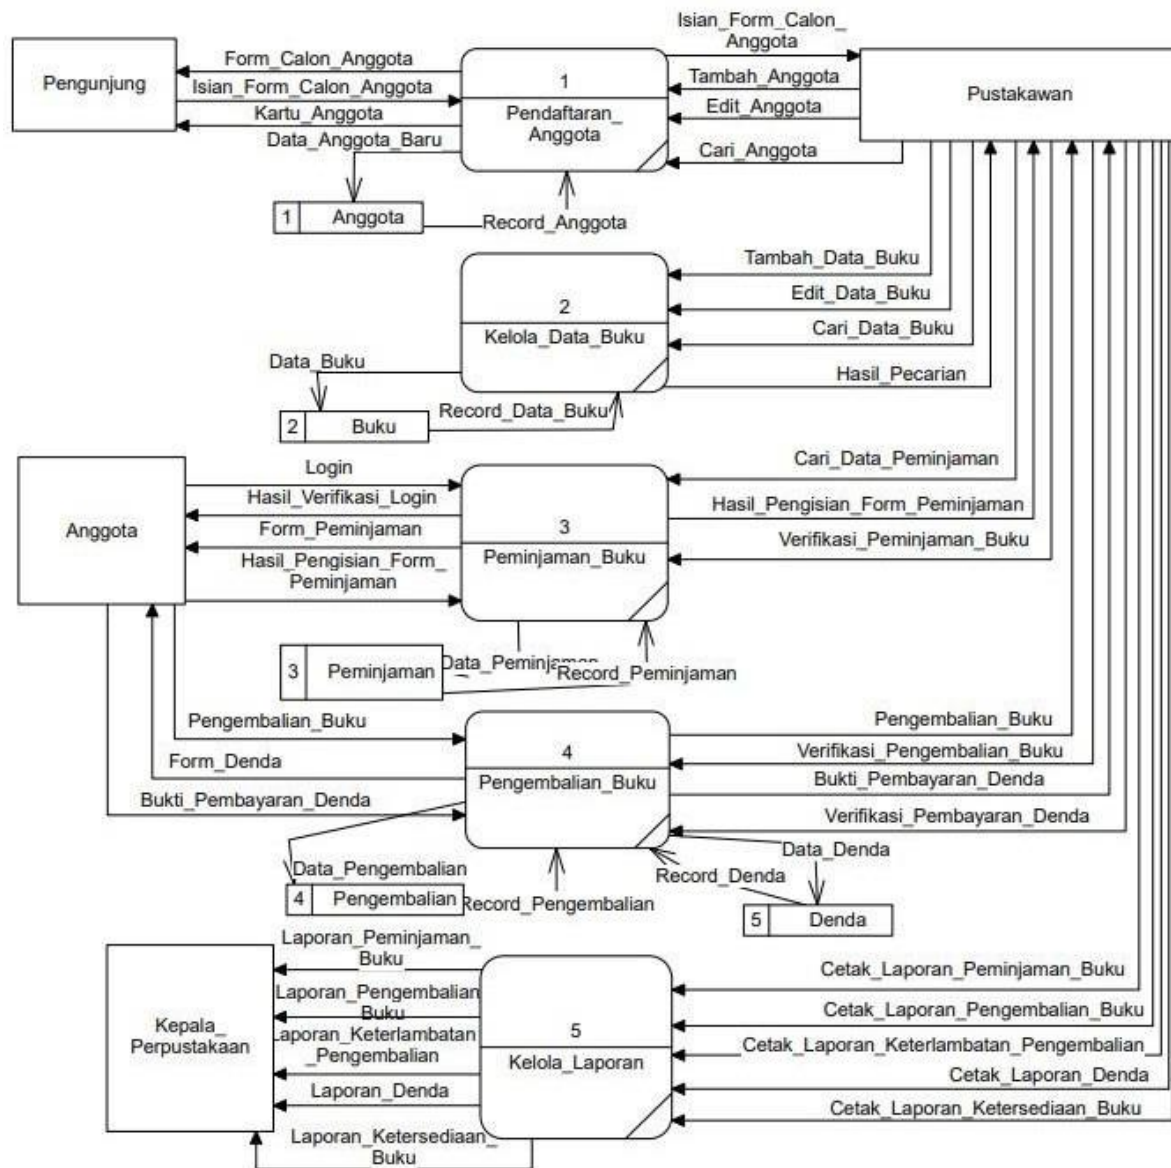 Isian_Form_Calon_
Anggota
Pengunjung
Form_Calon_Anggota
Isian_Form_Calon_Anggota
Kartu_Anggota
Data_Anggota_Baru
1
Pendaftaran_
Anggota
Tambah_Anggota
Edit_Anggota
Cari_Anggota
Pustakawan
1
Anggota
Record_Anggota
2
Kelola_Data_Buku
Tambah_Data_Buku
Edit_Data_Buku
Cari_Data_Buku
Hasil_Pecarian
Data_Buku
2
Buku
Record_Data_Buku
Anggota
Login
Hasil_Verifikasi_Login
Form_Peminjaman
Hasil_Pengisian_Form_
Peminjaman
3
Peminjaman_Buku
Cari_Data_Peminjaman
Hasil_Pengisian_Form_Peminjaman
Verifikasi_Peminjaman_Buku
3
Peminjaman
Data_Peminjaman
Record_Peminjaman
Pengembalian_Buku
Form_Denda
Bukti_Pembayaran_Denda
4
Pengembalian_Buku
Pengembalian_Buku
Verifikasi_Pengembalian_Buku
Bukti_Pembayaran_Denda
Verifikasi_Pembayaran_Denda
Data_Denda
Record_Denda
Data_Pengembalian
4
Pengembalian
Record_Pengembalian
5
Denda
Kepala_
Perpustakaan
Laporan_Peminjaman_
Buku
Laporan_Pengembalian
Buku
Laporan_Keterlambatan
_Pengembalian
Laporan_Denda
Laporan_Ketersediaan_
Buku
5
Kelola_Laporan
Cetak_Laporan_Peminjaman_Buku
Cetak_Laporan_Pengembalian_Buku
Cetak_Laporan_Keterlambatan_Pengembalian
Cetak_Laporan_Denda
Cetak_Laporan_Ketersediaan_Buku